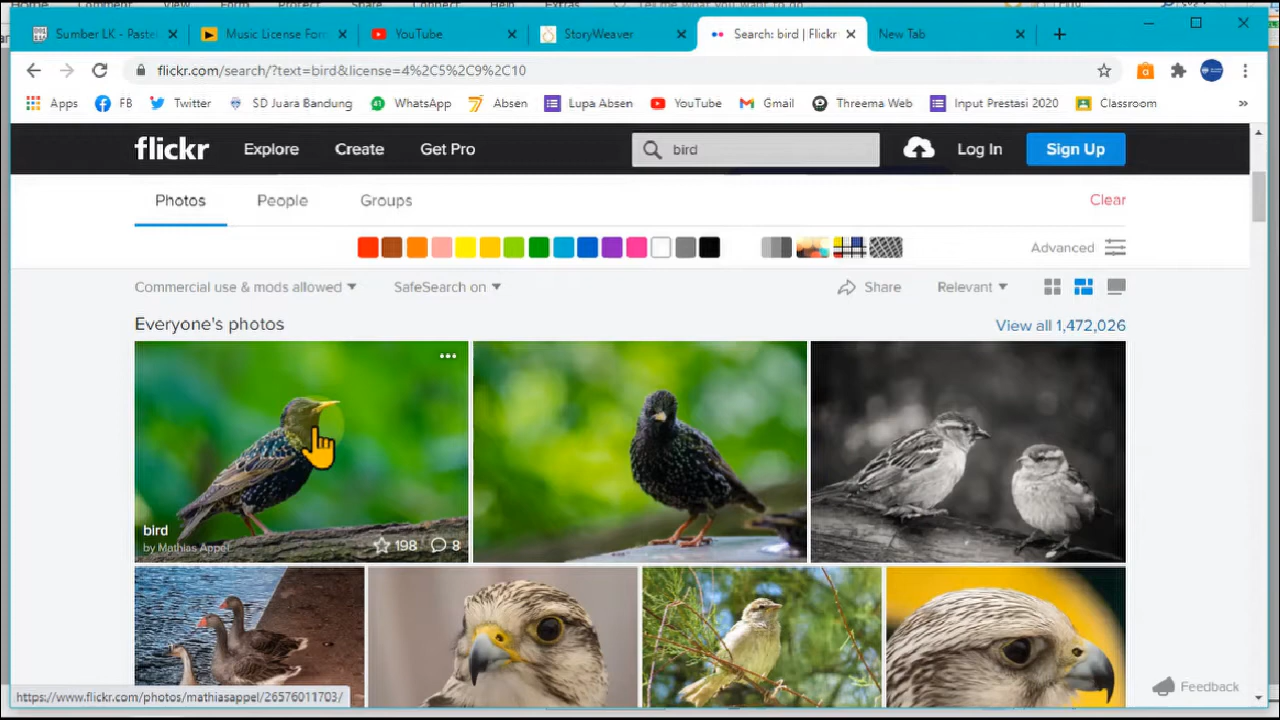 Sumber LK - Paste
Music License For
YouTube
StoryWeaver
Search: bird | Flickr
New Tab
flickr.com/search/?text=bird&license=4%2C5%2C9%2C10
Apps FB Twitter SD Juara Bandung WhatsApp Absen Lupa Absen YouTube Gmail Threema Web Input Prestasi 2020 Classroom »
flickr Explore Create Get Pro bird Log In Sign Up
Photos People Groups Clear
Advanced
Commercial use & mods allowed SafeSearch on Share Relevant
Everyone's photos View all 1,472,026
bird
by Mathias Appel 198 8
https://www.flickr.com/photos/mathiasappel/26576011703/
Feedback